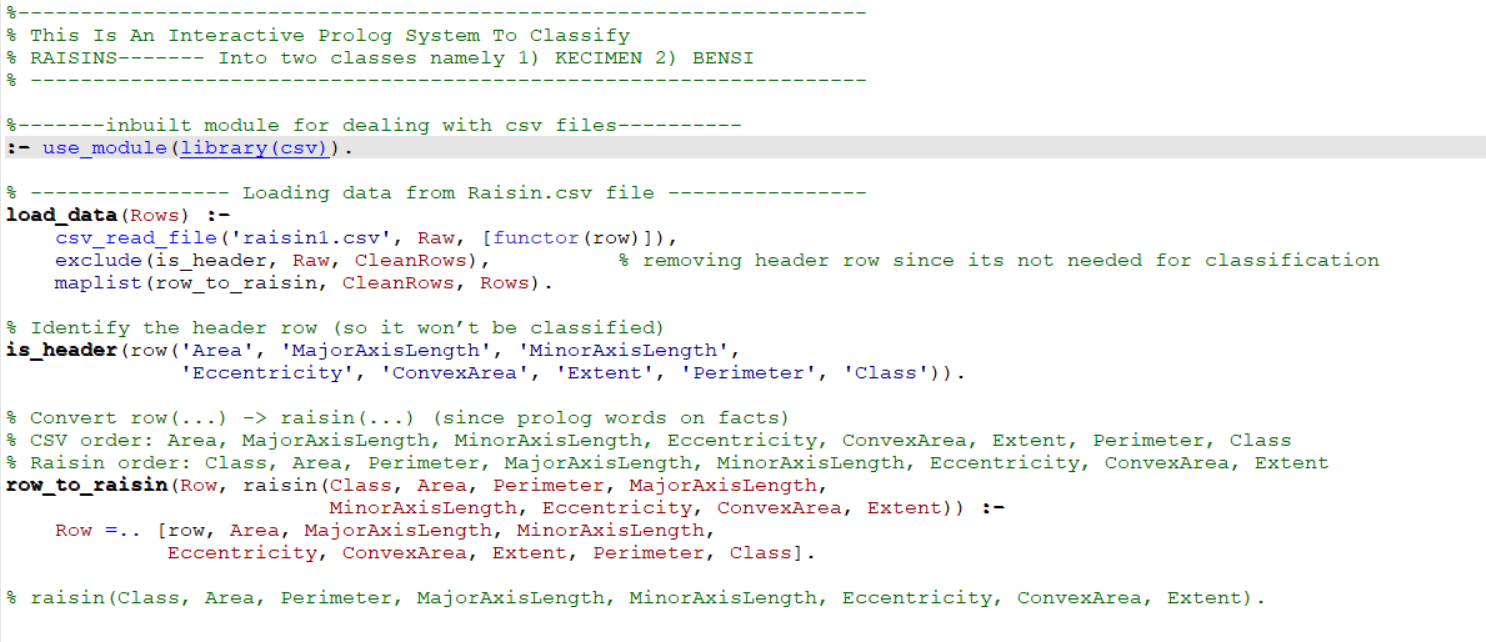 %--------------------------------------------------------------------
% This Is An Interactive Prolog System To Classify
% RAISINS------- Into two classes namely 1) KECIMEN 2) BENSI
% -------------------------------------------------------------------
%-------inbuilt module for dealing with csv files----------
:- use_module(library(csv)).
% ---------------- Loading data from Raisin.csv file ----------------
load_data(Rows) :-
    csv_read_file('raisin1.csv', Raw, [functor(row)]),
    exclude(is_header, Raw, CleanRows),          % removing header row since its not needed for classification
    maplist(row_to_raisin, CleanRows, Rows).
% Identify the header row (so it won’t be classified)
is_header(row('Area', 'MajorAxisLength', 'MinorAxisLength',
              'Eccentricity', 'ConvexArea', 'Extent', 'Perimeter', 'Class')).
% Convert row(...) -> raisin(...) (since prolog words on facts)
% CSV order: Area, MajorAxisLength, MinorAxisLength, Eccentricity, ConvexArea, Extent, Perimeter, Class
% Raisin order: Class, Area, Perimeter, MajorAxisLength, MinorAxisLength, Eccentricity, ConvexArea, Extent
row_to_raisin(Row, raisin(Class, Area, Perimeter, MajorAxisLength,
                          MinorAxisLength, Eccentricity, ConvexArea, Extent)) :-
    Row =.. [row, Area, MajorAxisLength, MinorAxisLength,
             Eccentricity, ConvexArea, Extent, Perimeter, Class].
% raisin(Class, Area, Perimeter, MajorAxisLength, MinorAxisLength, Eccentricity, ConvexArea, Extent).